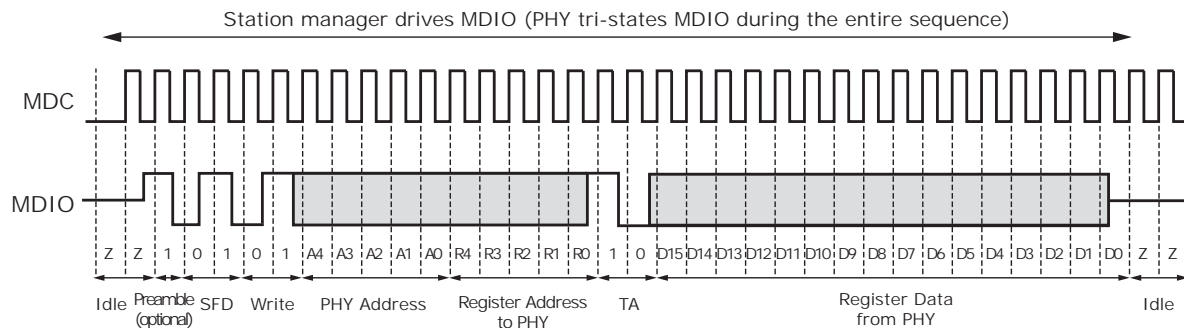 Station manager drives MDIO (PHY tri-states MDIO during the entire sequence)
MDC
MDIO
Z Z 1 0 1 0 1 A4 A3 A2 A1 A0 R4 R3 R2 R1 R0 1 0 D15 D14 D13 D12 D11 D10 D9 D8 D7 D6 D5 D4 D3 D2 D1 D0 Z Z
Idle Preamble (optional) SFD Write PHY Address Register Address to PHY TA Register Data from PHY Idle